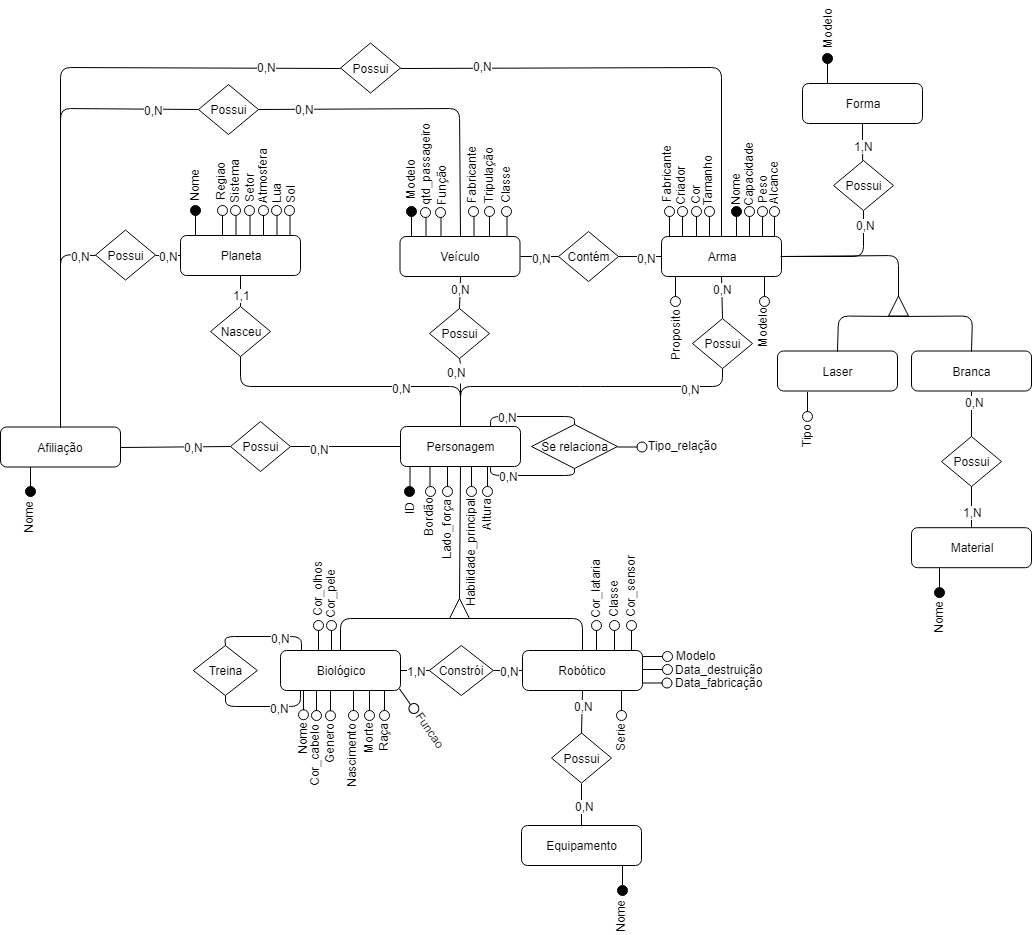 Modelo
Forma
1,N
Possui
0,N
0,N
Possui
0,N
0,N
Possui
0,N
Nome
Regiao
Sistema
Setor
Atmosfera
Lua
Sol
Modelo
qtd_passageiro
Função
Fabricante
Tripulação
Classe
Fabricante
Criador
Cor
Tamanho
Nome
Capacidade
Peso
Alcance
0,N
Possui
0,N
Planeta
Veículo
0,N
Contém
0,N
Arma
1,1
0,N
0,N
Proposito
Modelo
Nasceu
Possui
Possui
0,N
0,N
0,N
Laser
Branca
Tipo
0,N
Possui
1,N
Material
Nome
Afiliação
Nome
0,N
Possui
0,N
Personagem
0,N
Se relaciona
0,N
Tipo_relação
ID
Bordão
Lado_força
Habilidade_principal
Altura
Cor_olhos
Cor_pele
Cor_lataria
Classe
Cor_sensor
0,N
Treina
0,N
Biológico
1,N
Constrói
0,N
Robótico
Modelo
Data_destruição
Data_fabricação
Nome
Cor_cabelo
Genero
Nascimento
Morte
Raça
Funcao
0,N
Serie
Possui
0,N
Equipamento
Nome